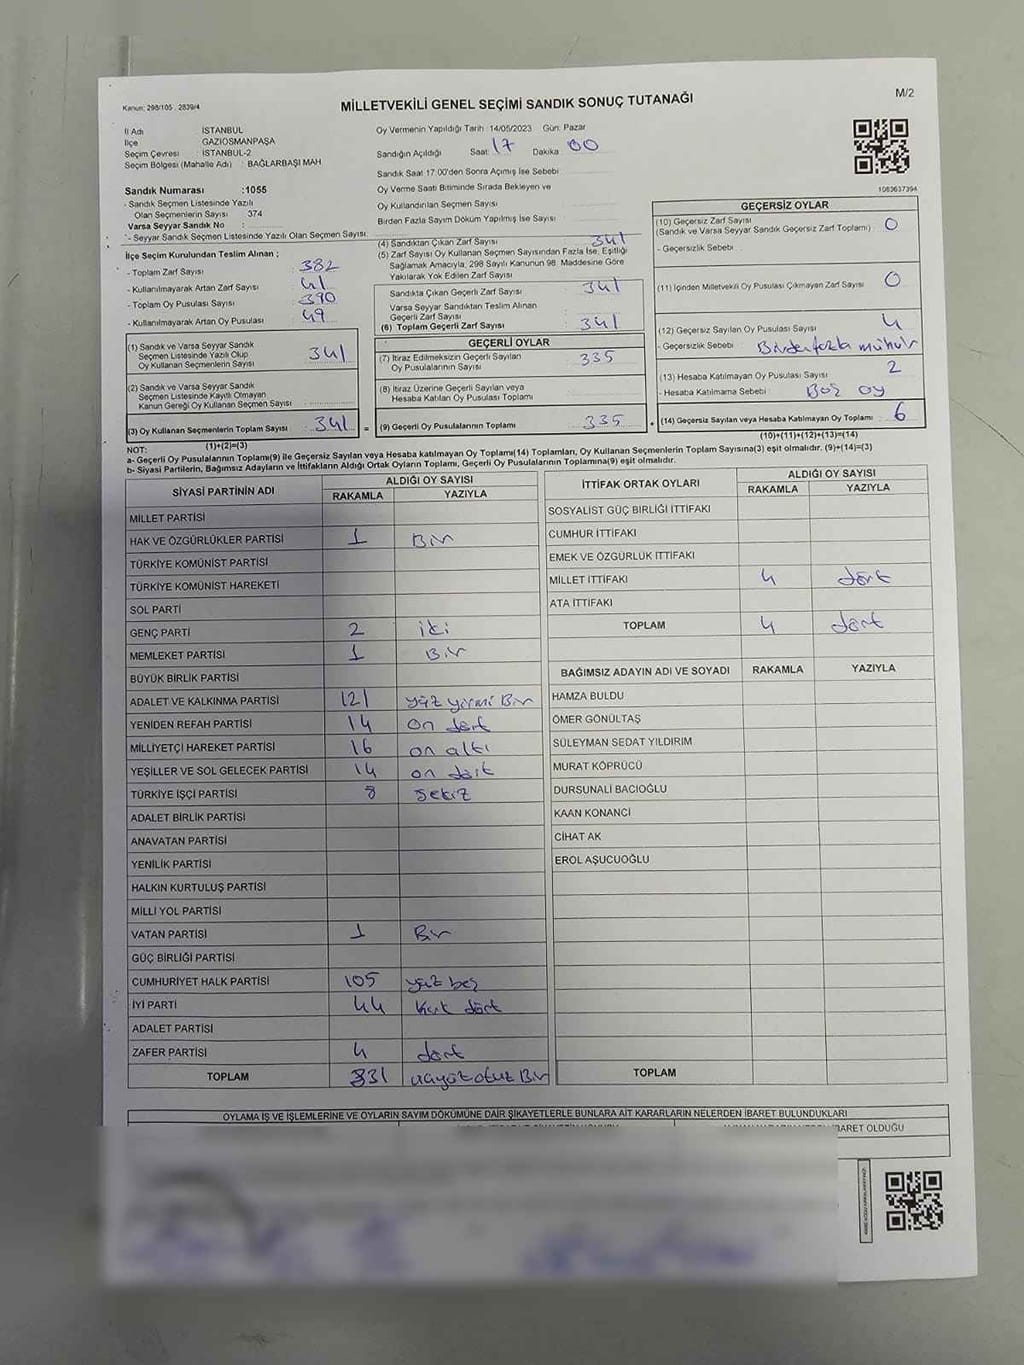 Kanun: 298/105 , 2839/4
MİLLETVEKİLİ GENEL SEÇİMİ SANDIK SONUÇ TUTANAĞI
M/2
İl Adı İSTANBUL
İlçe GAZİOSMANPAŞA
Seçim Çevresi İSTANBUL-2
Seçim Bölgesi (Mahalle Adı) : BAĞLARBAŞI MAH
Sandık Numarası :1055
- Sandık Seçmen Listesinde Yazılı
Olan Seçmenlerin Sayısı 374
Varsa Seyyar Sandık No
- Seyyar Sandık Seçmen Listesinde Yazılı Olan Seçmen Sayısı:
İlçe Seçim Kurulundan Teslim Alınan ;
- Toplam Zarf Sayısı : 382
- Kullanılmayarak Artan Zarf Sayısı : 41
- Toplam Oy Pusulası Sayısı : 390
- Kullanılmayarak Artan Oy Pusulası : 49
(1) Sandık ve Varsa Seyyar Sandık
Seçmen Listesinde Yazılı Olup
Oy Kullanan Seçmenlerin Sayısı : 341
(2) Sandık ve Varsa Seyyar Sandık
Seçmen Listesinde Kayıtlı Olmayan
Kanun Gereği Oy Kullanan Seçmen Sayısı :
(3) Oy Kullanan Seçmenlerin Toplam Sayısı : 341
(1)+(2)=(3)
Oy Vermenin Yapıldığı Tarih :14/05/2023 Gün: Pazar
Sandığın Açıldığı Saat: 17 Dakika: 00
Sandık Saat 17:00'den Sonra Açılmış İse Sebebi
Oy Verme Saati Bitiminde Sırada Bekleyen ve
Oy Kullandırılan Seçmen Sayısı
Birden Fazla Sayım Döküm Yapılmış İse Sayısı
(4) Sandıktan Çıkan Zarf Sayısı : 341
(5) Zarf Sayısı Oy Kullanan Seçmen Sayısından Fazla İse; Eşitliği
Sağlamak Amacıyla, 298 Sayılı Kanunun 98. Maddesine Göre
Yakılarak Yok Edilen Zarf Sayısı
Sandıkta Çıkan Geçerli Zarf Sayısı : 341
Varsa Seyyar Sandıktan Teslim Alınan
Geçerli Zarf Sayısı
(6) Toplam Geçerli Zarf Sayısı : 341
GEÇERLİ OYLAR
(7) İtiraz Edilmeksizin Geçerli Sayılan
Oy Pusulalarının Sayısı : 335
(8) İtiraz Üzerine Geçerli Sayılan veya
Hesaba Katılan Oy Pusulası Toplamı
= (9) Geçerli Oy Pusulalarının Toplamı : 335
1063637394
GEÇERSİZ OYLAR
(10) Geçersiz Zarf Sayısı
(Sandık ve Varsa Seyyar Sandık Geçersiz Zarf Toplamı) : 0
- Geçersizlik Sebebi :
(11) İçinden Milletvekili Oy Pusulası Çıkmayan Zarf Sayısı : 0
(12) Geçersiz Sayılan Oy Pusulası Sayısı : 4
- Geçersizlik Sebebi : Birden fazla mühür
(13) Hesaba Katılmayan Oy Pusulası Sayısı : 2
- Hesaba Katılmama Sebebi : Boş oy
+ (14) Geçersiz Sayılan veya Hesaba Katılmayan Oy Toplamı : 6
(10)+(11)+(12)+(13)=(14)
NOT:
a- Geçerli Oy Pusulalarının Toplamı(9) ile Geçersiz Sayılan veya Hesaba katılmayan Oy Toplamı(14) Toplamları, Oy Kullanan Seçmenlerin Toplam Sayısına(3) eşit olmalıdır. (9)+(14)=(3)
b- Siyasi Partilerin, Bağımsız Adayların ve İttifakların Aldığı Ortak Oyların Toplamı, Geçerli Oy Pusulalarının Toplamına(9) eşit olmalıdır.
SİYASİ PARTİNİN ADI ALDIĞI OY SAYISI
RAKAMLA YAZIYLA
MİLLET PARTİSİ
HAK VE ÖZGÜRLÜKLER PARTİSİ 1 Bir
TÜRKİYE KOMÜNİST PARTİSİ
TÜRKİYE KOMÜNİST HAREKETİ
SOL PARTİ
GENÇ PARTİ 2 iki
MEMLEKET PARTİSİ 1 Bir
BÜYÜK BİRLİK PARTİSİ
ADALET VE KALKINMA PARTİSİ 121 yüz yirmi Bir
YENİDEN REFAH PARTİSİ 14 on dört
MİLLİYETÇİ HAREKET PARTİSİ 16 on altı
YEŞİLLER VE SOL GELECEK PARTİSİ 14 on dört
TÜRKİYE İŞÇİ PARTİSİ 8 Sekiz
ADALET BİRLİK PARTİSİ
ANAVATAN PARTİSİ
YENİLİK PARTİSİ
HALKIN KURTULUŞ PARTİSİ
MİLLİ YOL PARTİSİ
VATAN PARTİSİ 1 Bir
GÜÇ BİRLİĞİ PARTİSİ
CUMHURİYET HALK PARTİSİ 105 yüz beş
İYİ PARTİ 44 Kırk dört
ADALET PARTİSİ
ZAFER PARTİSİ 4 dört
TOPLAM 331 üçyüz otuz Bir
İTTİFAK ORTAK OYLARI ALDIĞI OY SAYISI
RAKAMLA YAZIYLA
SOSYALİST GÜÇ BİRLİĞİ İTTİFAKI
CUMHUR İTTİFAKI
EMEK VE ÖZGÜRLÜK İTTİFAKI
MİLLET İTTİFAKI 4 dört
ATA İTTİFAKI
TOPLAM 4 dört
BAĞIMSIZ ADAYIN ADI VE SOYADI RAKAMLA YAZIYLA
HAMZA BULDU
ÖMER GÖNÜLTAŞ
SÜLEYMAN SEDAT YILDIRIM
MURAT KÖPRÜCÜ
DURSUNALİ BACIOĞLU
KAAN KONANCİ
CİHAT AK
EROL AŞUCUOĞLU
TOPLAM
OYLAMA İŞ VE İŞLEMLERİNE VE OYLARIN SAYIM DÖKÜMÜNE DAİR ŞİKAYETLERLE BUNLARA AİT KARARLARIN NELERDEN İBARET BULUNDUKLARI
İBARET OLDUĞU